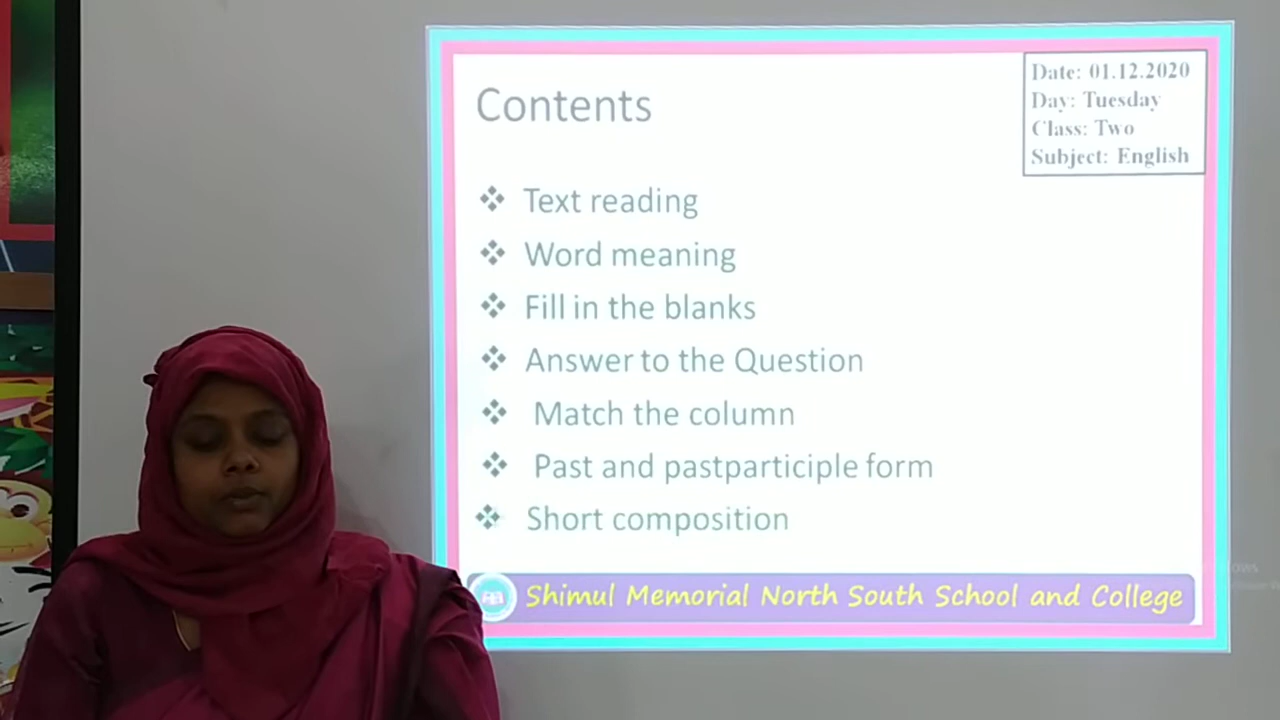 Contents
Date: 01.12.2020
Day: Tuesday
Class: Two
Subject: English
Text reading
Word meaning
Fill in the blanks
Answer to the Question
Match the column
Past and pastparticiple form
Short composition
Shimul Memorial North South School and College